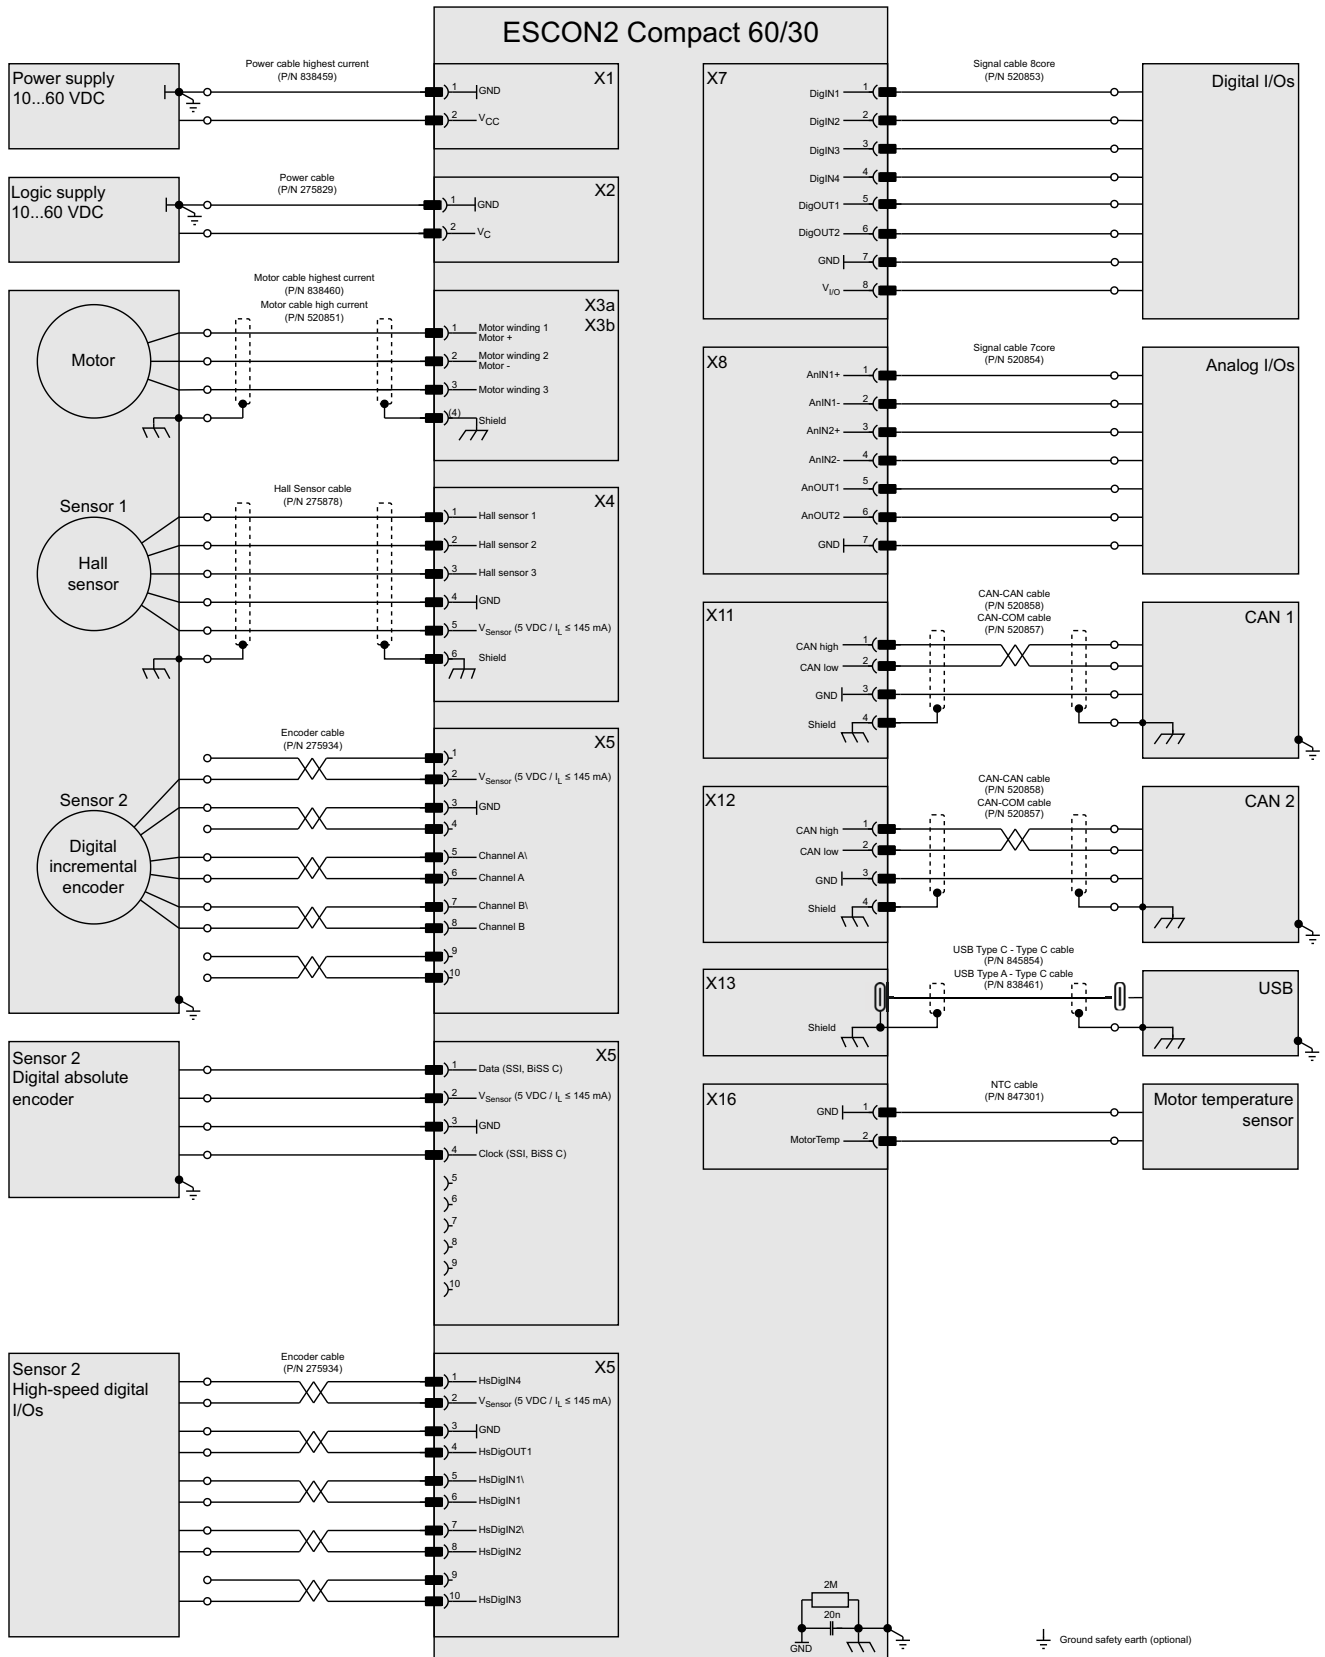 ESCON2 Compact 60/30
Power supply
10...60 VDC
Power cable highest current
(P/N 838459)
X1
1
GND
2
VCC
Logic supply
10...60 VDC
Power cable
(P/N 275829)
X2
1
GND
2
VC
Motor
Motor cable highest current
(P/N 838460)
Motor cable high current
(P/N 520851)
X3a
X3b
1
Motor winding 1
Motor +
2
Motor winding 2
Motor -
3
Motor winding 3
(4)
Shield
Sensor 1
Hall
sensor
Hall Sensor cable
(P/N 275878)
X4
1
Hall sensor 1
2
Hall sensor 2
3
Hall sensor 3
4
GND
5
VSensor (5 VDC / IL ≤ 145 mA)
6
Shield
Sensor 2
Digital
incremental
encoder
Encoder cable
(P/N 275934)
X5
1
2
VSensor (5 VDC / IL ≤ 145 mA)
3
GND
4
5
Channel A\
6
Channel A
7
Channel B\
8
Channel B
9
10
Sensor 2
Digital absolute
encoder
X5
1
Data (SSI, BiSS C)
2
VSensor (5 VDC / IL ≤ 145 mA)
3
GND
4
Clock (SSI, BiSS C)
5
6
7
8
9
10
Sensor 2
High-speed digital
I/Os
Encoder cable
(P/N 275934)
X5
1
HsDigIN4
2
VSensor (5 VDC / IL ≤ 145 mA)
3
GND
4
HsDigOUT1
5
HsDigIN1\
6
HsDigIN1
7
HsDigIN2\
8
HsDigIN2
9
10
HsDigIN3
X7
Signal cable 8core
(P/N 520853)
Digital I/Os
DigIN1
1
DigIN2
2
DigIN3
3
DigIN4
4
DigOUT1
5
DigOUT2
6
GND
7
VI/O
8
X8
Signal cable 7core
(P/N 520854)
Analog I/Os
AnIN1+
1
AnIN1-
2
AnIN2+
3
AnIN2-
4
AnOUT1
5
AnOUT2
6
GND
7
X11
CAN-CAN cable
(P/N 520858)
CAN-COM cable
(P/N 520857)
CAN 1
CAN high
1
CAN low
2
GND
3
Shield
4
X12
CAN-CAN cable
(P/N 520858)
CAN-COM cable
(P/N 520857)
CAN 2
CAN high
1
CAN low
2
GND
3
Shield
4
X13
USB Type C - Type C cable
(P/N 845854)
USB Type A - Type C cable
(P/N 838461)
USB
Shield
X16
NTC cable
(P/N 847301)
Motor temperature
sensor
GND
1
MotorTemp
2
2M
20n
GND
Ground safety earth (optional)